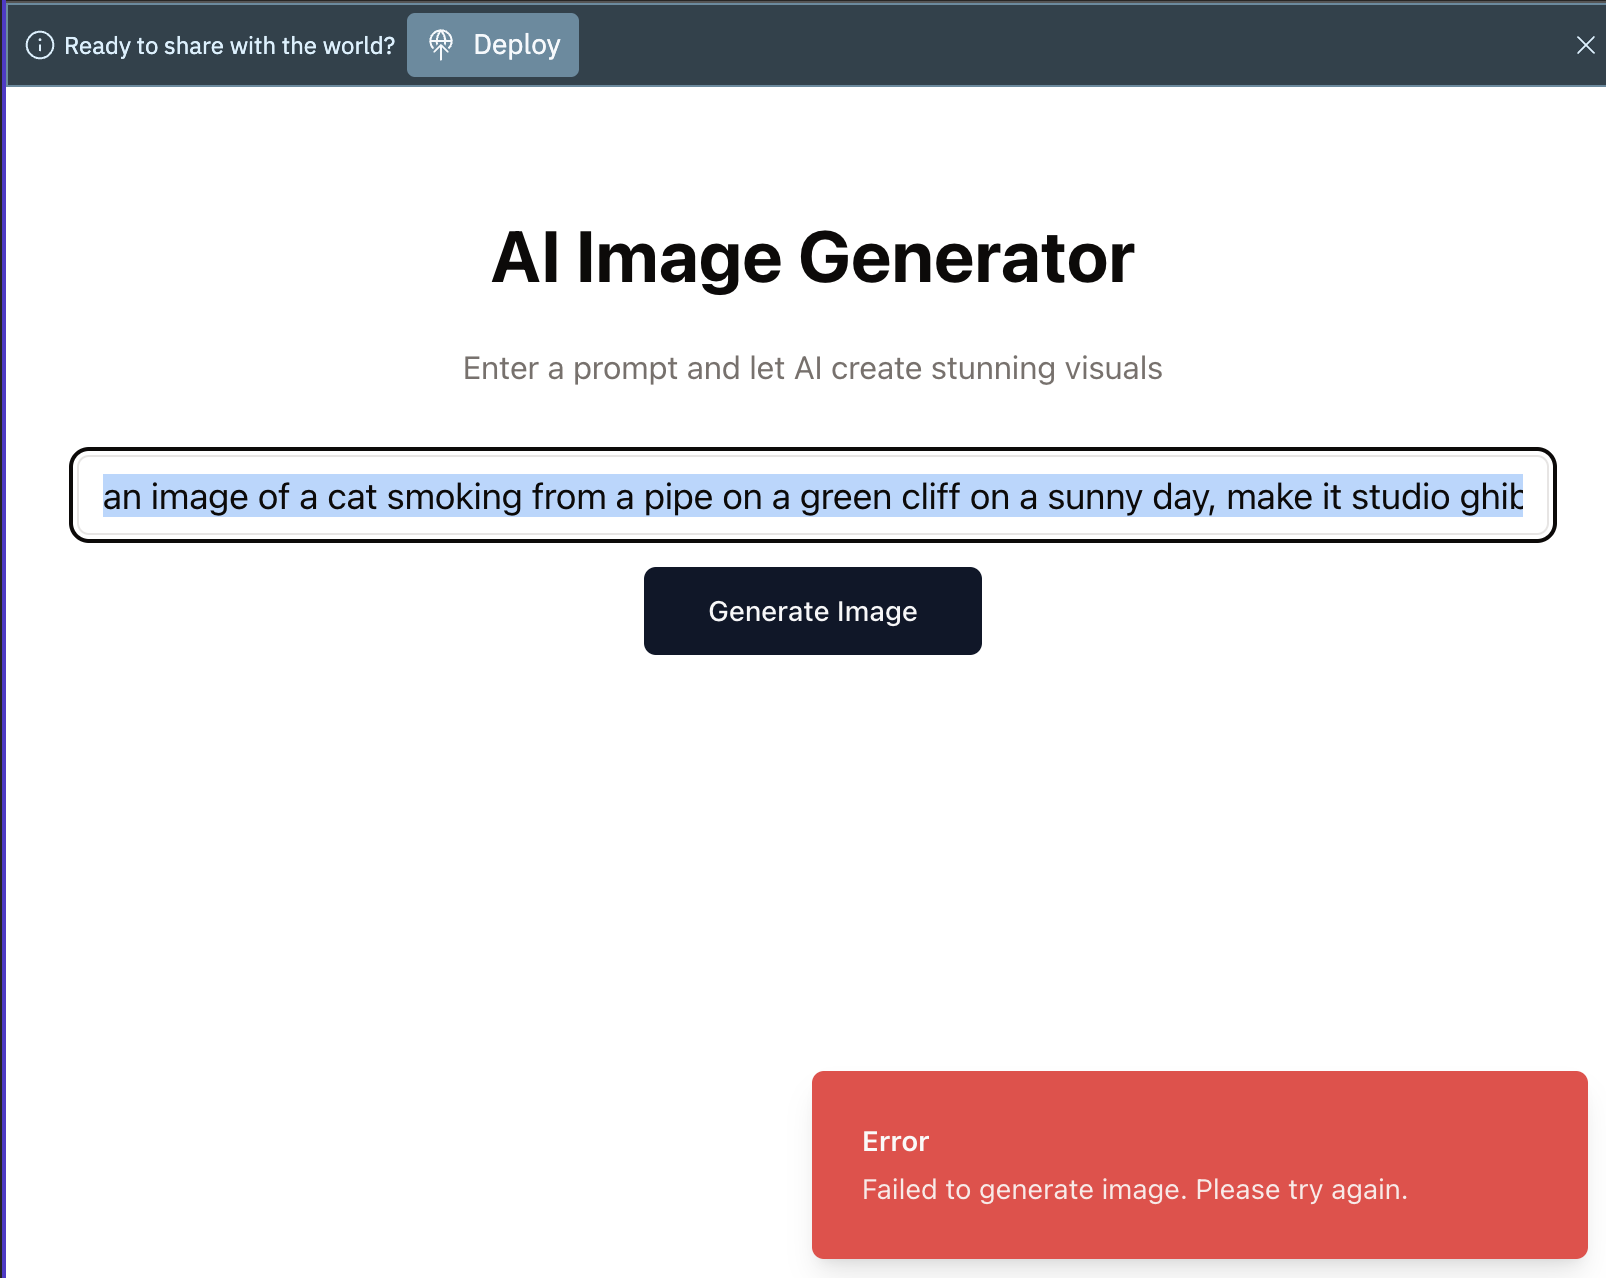 Ready to share with the world? Deploy
AI Image Generator
Enter a prompt and let AI create stunning visuals
an image of a cat smoking from a pipe on a green cliff on a sunny day, make it studio ghib
Generate Image
Error
Failed to generate image. Please try again.